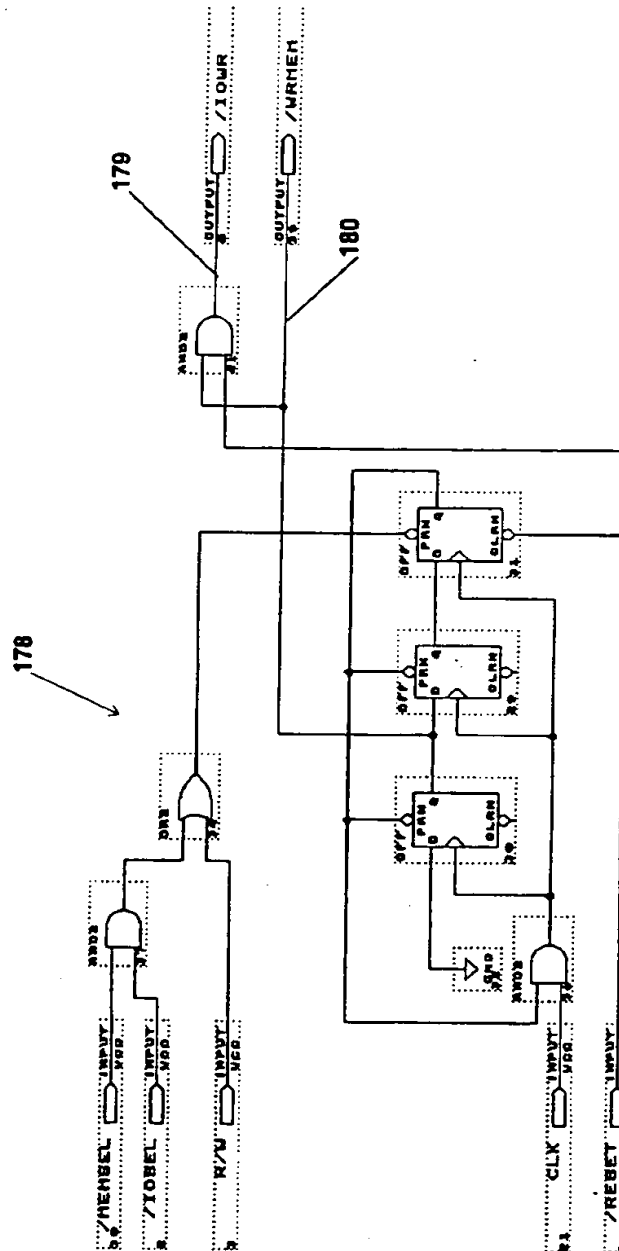 /MEMSEL
INPUT
VCC
/IOSEL
INPUT
VCC
R/W
INPUT
VCC
AND2
OR2
178
AND2
179
OUTPUT
/IOWR
OUTPUT
/WRMEM
180
DFF
PRN
D
Q
CLRN
DFF
PRN
D
Q
CLRN
DFF
PRN
D
Q
CLRN
GND
AND2
CLK
INPUT
VCC
/RESET
INPUT